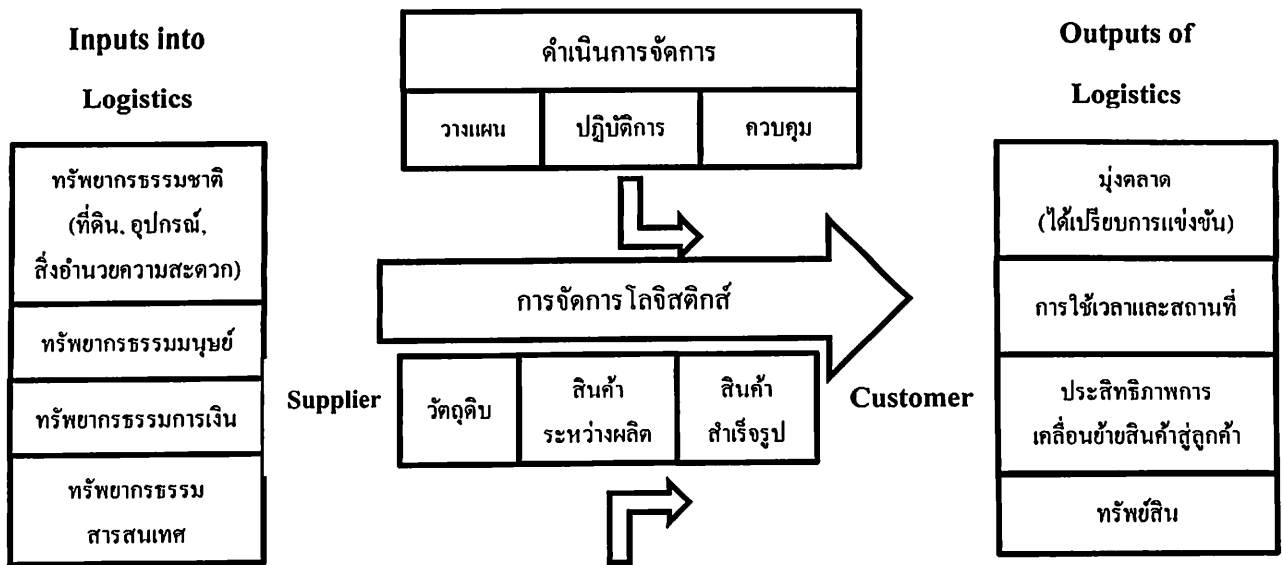 Inputs into
Logistics
ทรัพยากรธรรมชาติ
(ที่ดิน, อุปกรณ์,
สิ่งอำนวยความสะดวก)
ทรัพยากรธรรมมนุษย์
ทรัพยากรธรรมการเงิน
ทรัพยากรธรรม
สารสนเทศ
ดำเนินการจัดการ
วางแผน
ปฏิบัติการ
ควบคุม
การจัดการโลจิสติกส์
Supplier
วัตถุดิบ
สินค้า
ระหว่างผลิต
สินค้า
สำเร็จรูป
Customer
Outputs of
Logistics
มุ่งตลาด
(ได้เปรียบการแข่งขัน)
การใช้เวลาและสถานที่
ประสิทธิภาพการ
เคลื่อนย้ายสินค้าสู่ลูกค้า
ทรัพย์สิน